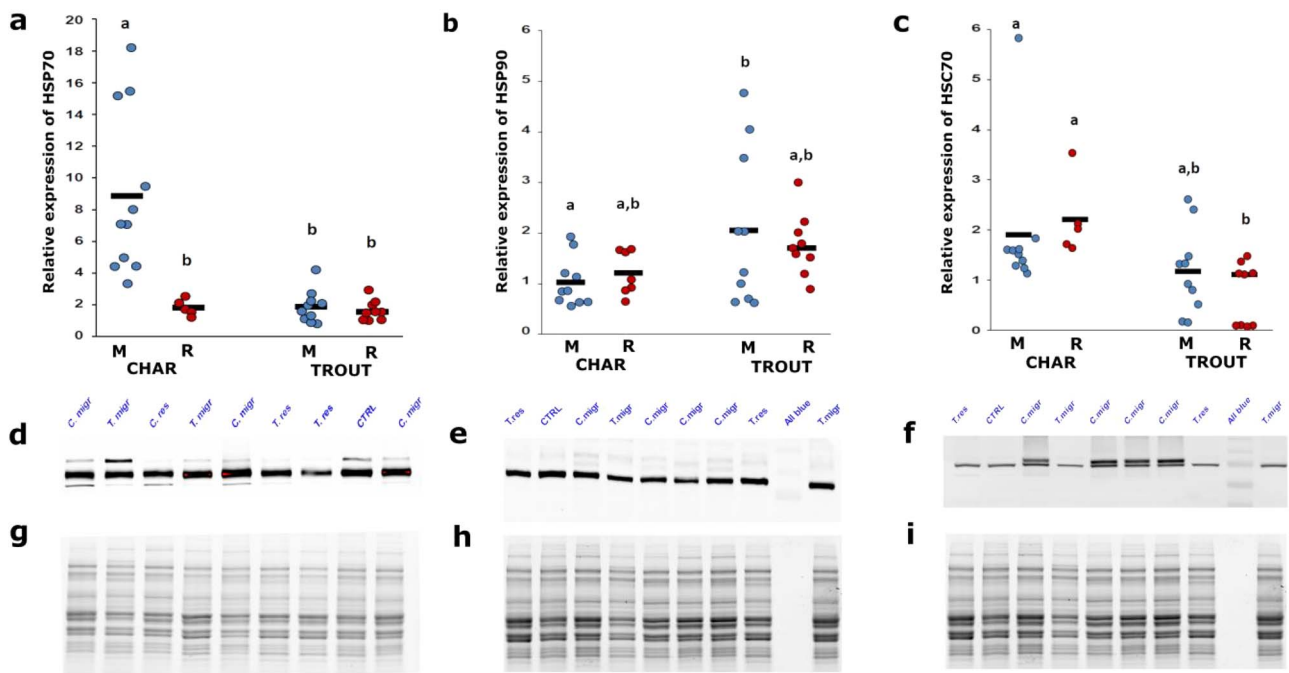 a
Relative expression of HSP70
20
18
16
14
12
10
8
6
4
2
0
a
b
b
b
M R M R
CHAR TROUT
b
Relative expression of HSP90
6
5
4
3
2
1
0
a
a,b
b
a,b
M R M R
CHAR TROUT
c
Relative expression of HSC70
6
5
4
3
2
1
0
a
a
a,b
b
M R M R
CHAR TROUT
d
C. migr T. migr C. res T. migr C. migr T. res T. res CTRL C. migr
e
T.res CTRL C.migr T.migr C.migr C.migr C.migr T.res All blue T.migr
f
T.res CTRL C.migr T.migr C.migr C.migr C.migr T.res All blue T.migr
g
h
i